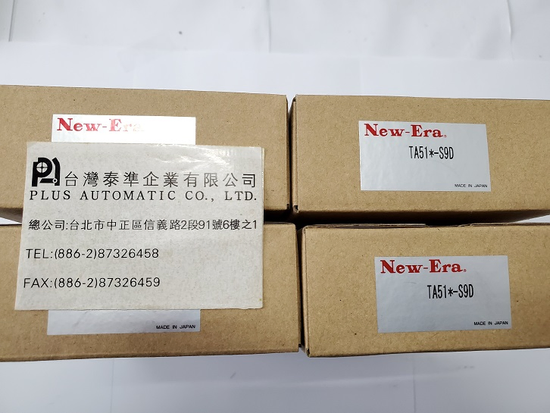 New-Era®
MADE IN JAPAN
New-Era®
TA51*-S9D
MADE IN JAPAN
台灣泰準企業有限公司
PLUS AUTOMATIC CO., LTD.
總公司:台北市中正區信義路2段91號6樓之1
TEL:(886-2)87326458
FAX:(886-2)87326459
MADE IN JAPAN
New-Era®
TA51*-S9D
MADE IN JAPAN